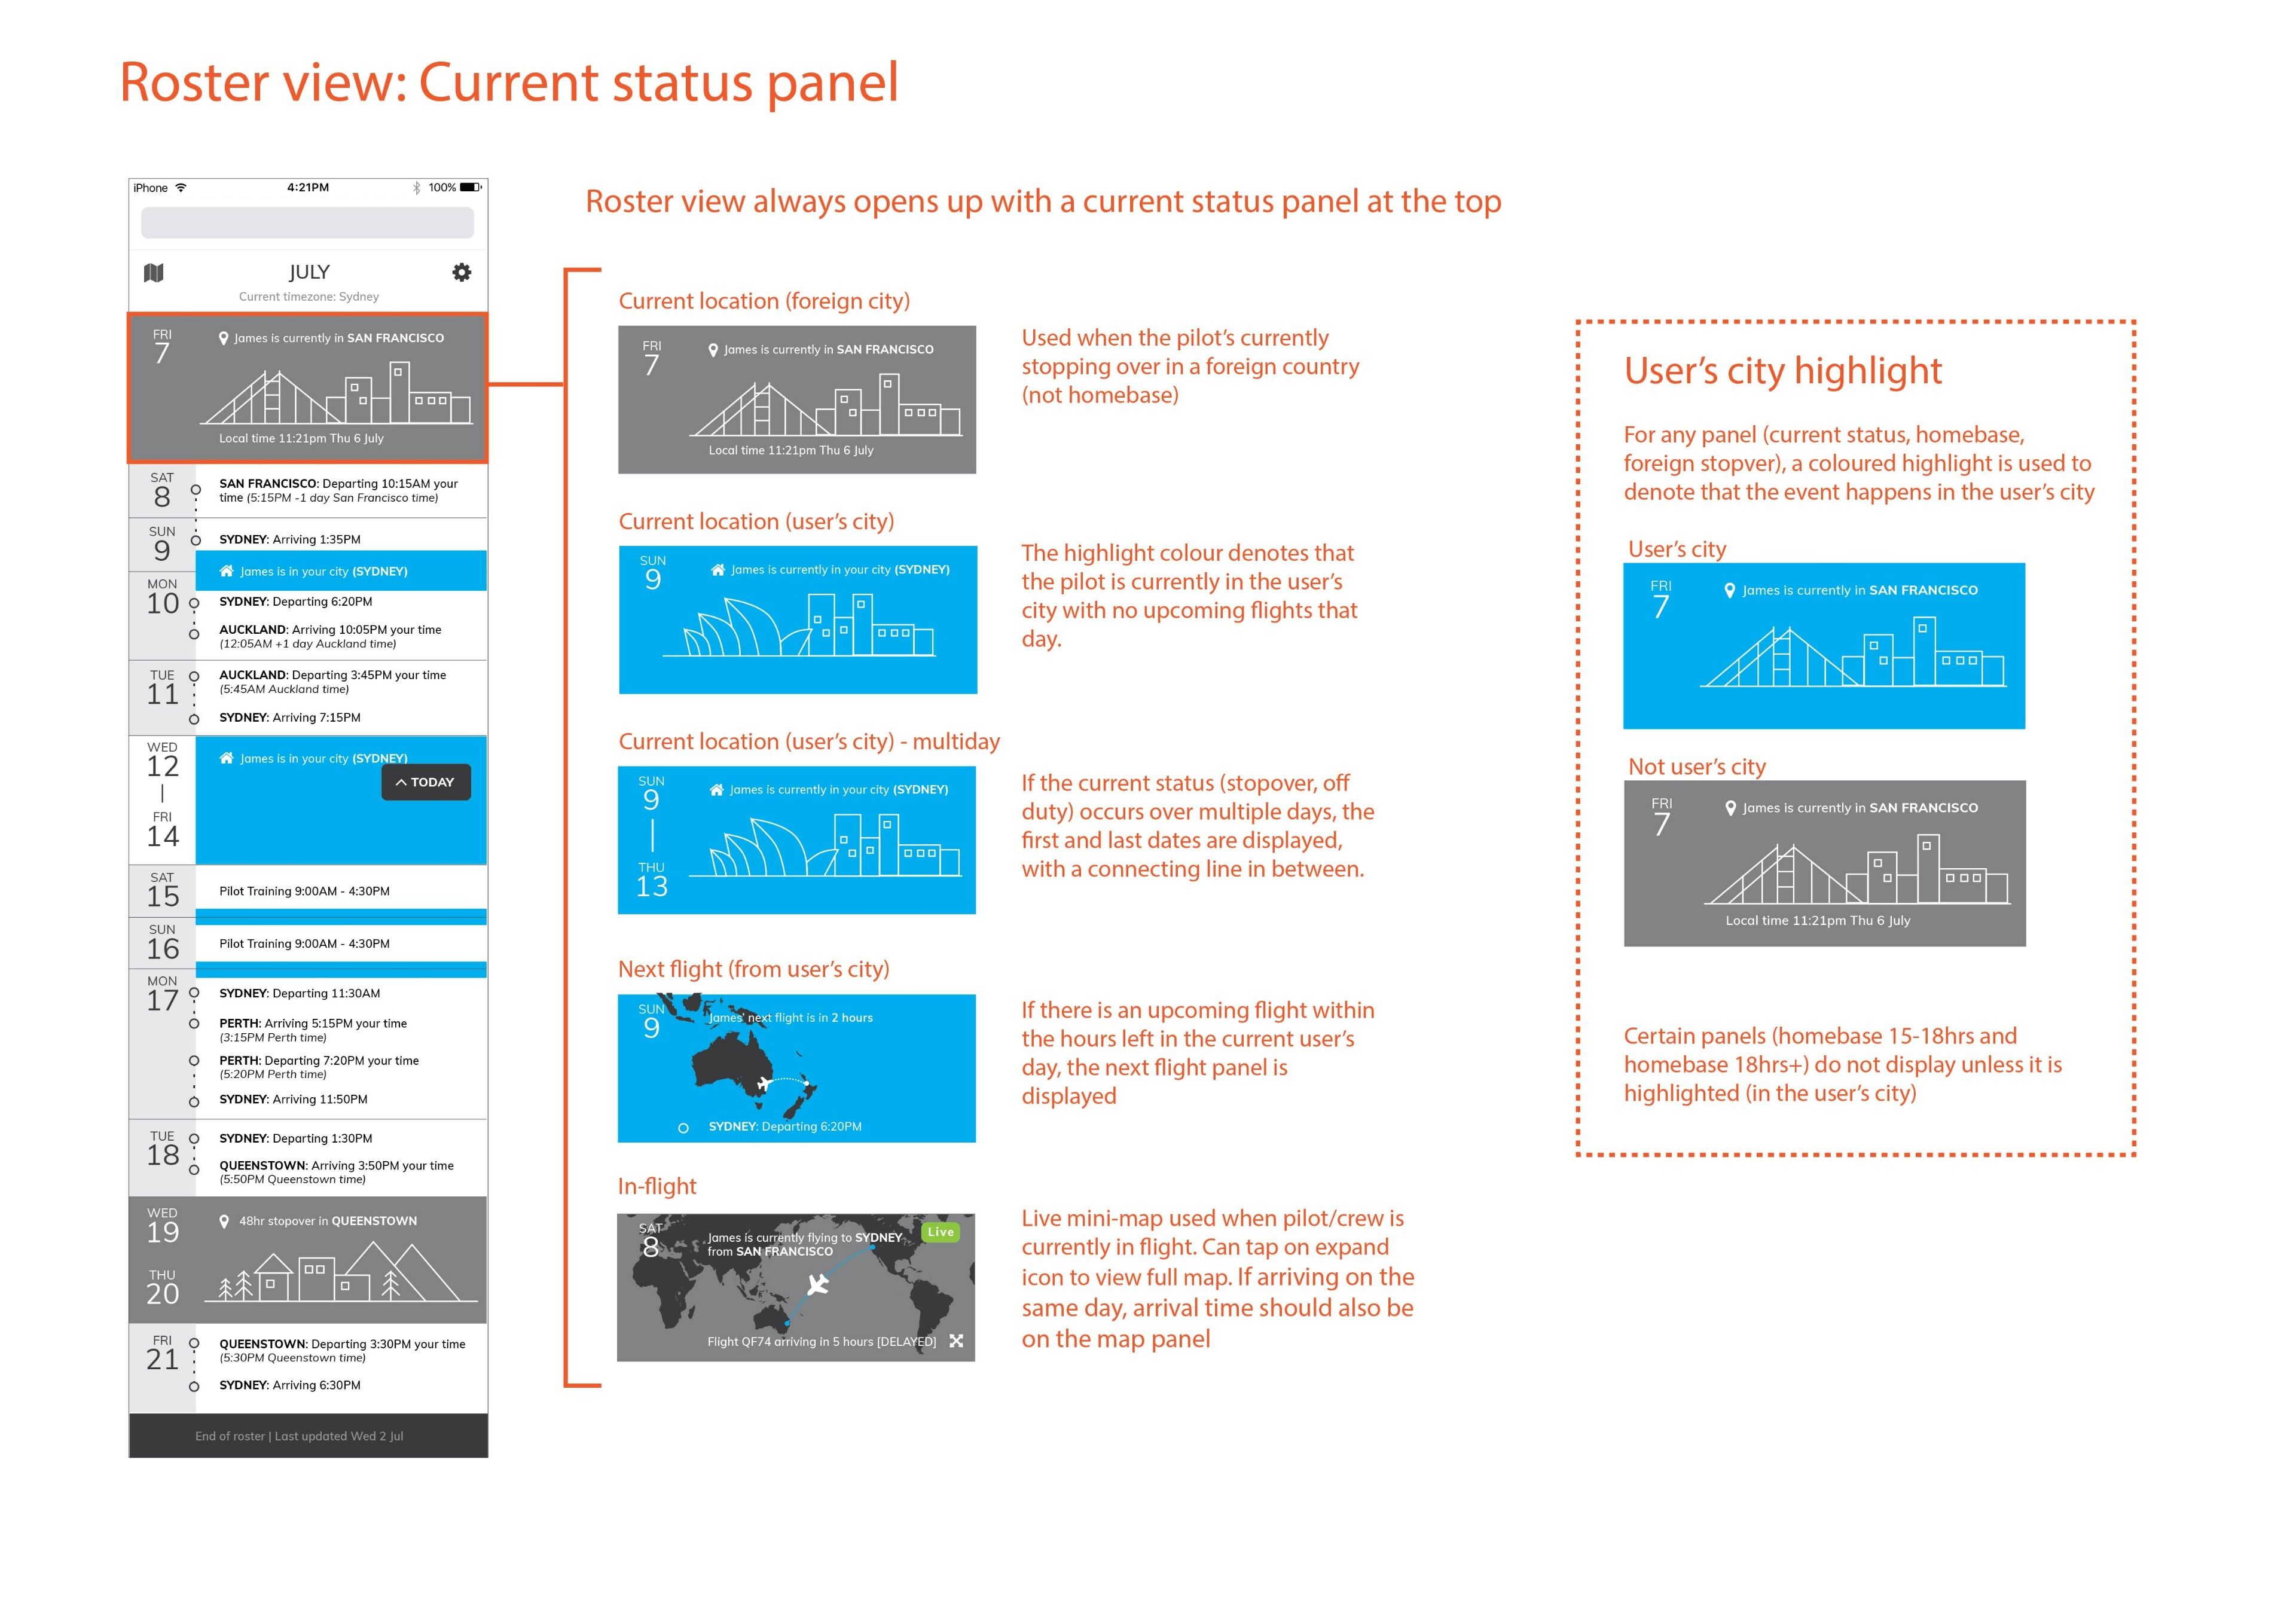 Roster view: Current status panel
iPhone
4:21PM
100%
JULY
Current timezone: Sydney
FRI
7
James is currently in SAN FRANCISCO
Local time 11:21pm Thu 6 July
SAT
8
SAN FRANCISCO: Departing 10:15AM your
time (5:15PM -1 day San Francisco time)
SUN
9
SYDNEY: Arriving 1:35PM
James is in your city (SYDNEY)
MON
10
SYDNEY: Departing 6:20PM
AUCKLAND: Arriving 10:05PM your time
(12:05AM +1 day Auckland time)
TUE
11
AUCKLAND: Departing 3:45PM your time
(5:45AM Auckland time)
SYDNEY: Arriving 7:15PM
WED
12
FRI
14
James is in your city (SYDNEY)
TODAY
SAT
15
Pilot Training 9:00AM - 4:30PM
SUN
16
Pilot Training 9:00AM - 4:30PM
MON
17
SYDNEY: Departing 11:30AM
PERTH: Arriving 5:15PM your time
(3:15PM Perth time)
PERTH: Departing 7:20PM your time
(5:20PM Perth time)
SYDNEY: Arriving 11:50PM
TUE
18
SYDNEY: Departing 1:30PM
QUEENSTOWN: Arriving 3:50PM your time
(5:50PM Queenstown time)
WED
19
THU
20
48hr stopover in QUEENSTOWN
FRI
21
QUEENSTOWN: Departing 3:30PM your time
(5:30PM Queenstown time)
SYDNEY: Arriving 6:30PM
End of roster | Last updated Wed 2 Jul
Roster view always opens up with a current status panel at the top
Current location (foreign city)
FRI
7
James is currently in SAN FRANCISCO
Local time 11:21pm Thu 6 July
Used when the pilot's currently
stopping over in a foreign country
(not homebase)
Current location (user's city)
SUN
9
James is currently in your city (SYDNEY)
The highlight colour denotes that
the pilot is currently in the user's
city with no upcoming flights that
day.
Current location (user's city) - multiday
SUN
9
THU
13
James is currently in your city (SYDNEY)
If the current status (stopover, off
duty) occurs over multiple days, the
first and last dates are displayed,
with a connecting line in between.
Next flight (from user's city)
SUN
9
James' next flight is in 2 hours
SYDNEY: Departing 6:20PM
If there is an upcoming flight within
the hours left in the current user's
day, the next flight panel is
displayed
In-flight
SAT
8
James is currently flying to SYDNEY
from SAN FRANCISCO
Live
Flight QF74 arriving in 5 hours [DELAYED]
Live mini-map used when pilot/crew is
currently in flight. Can tap on expand
icon to view full map. If arriving on the
same day, arrival time should also be
on the map panel
User's city highlight
For any panel (current status, homebase,
foreign stopver), a coloured highlight is used to
denote that the event happens in the user's city
User's city
FRI
7
James is currently in SAN FRANCISCO
Not user's city
FRI
7
James is currently in SAN FRANCISCO
Local time 11:21pm Thu 6 July
Certain panels (homebase 15-18hrs and
homebase 18hrs+) do not display unless it is
highlighted (in the user's city)